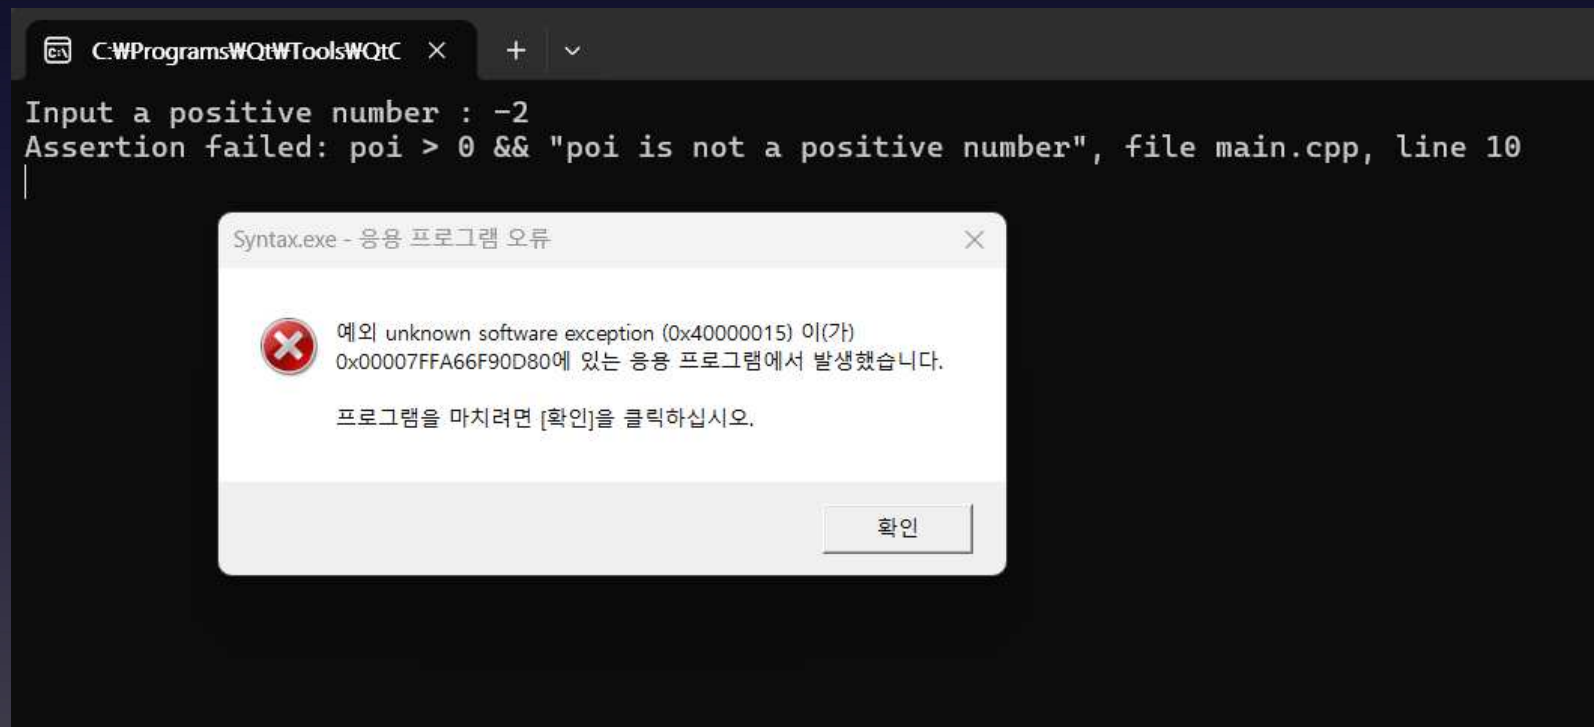 C:₩Programs₩Qt₩Tools₩QtC
Input a positive number : -2
Assertion failed: poi > 0 && "poi is not a positive number", file main.cpp, line 10
Syntax.exe - 응용 프로그램 오류
예외 unknown software exception (0x40000015) 이(가)
0x00007FFA66F90D80에 있는 응용 프로그램에서 발생했습니다.
프로그램을 마치려면 [확인]을 클릭하십시오.
확인